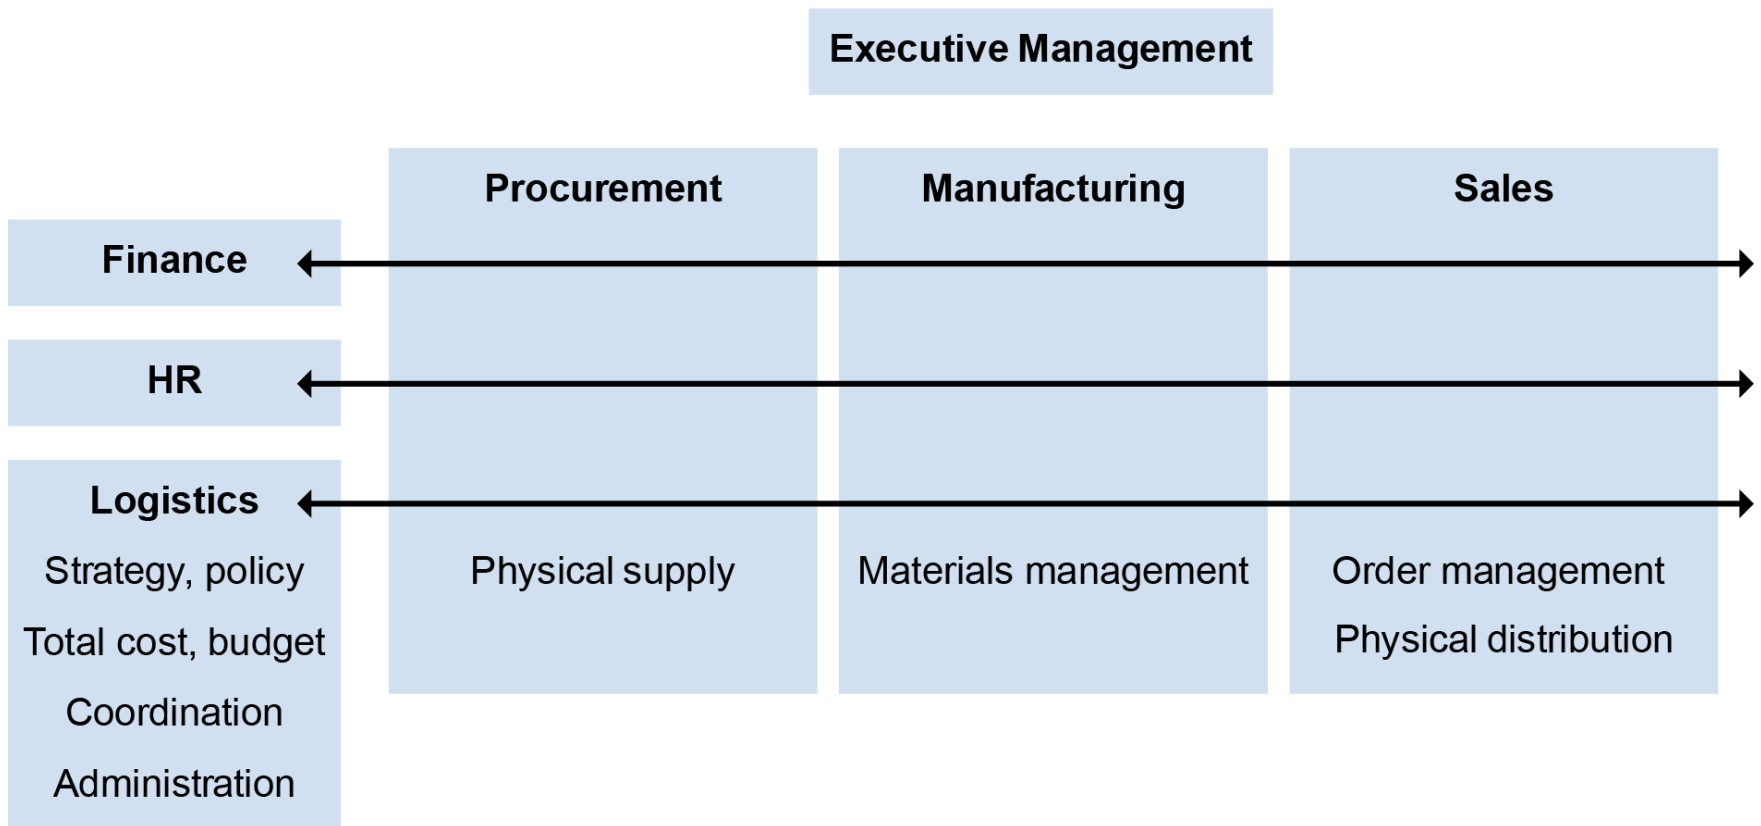 Executive Management
Procurement
Manufacturing
Sales
Finance
HR
Logistics
Strategy, policy
Total cost, budget
Coordination
Administration
Physical supply
Materials management
Order management
Physical distribution